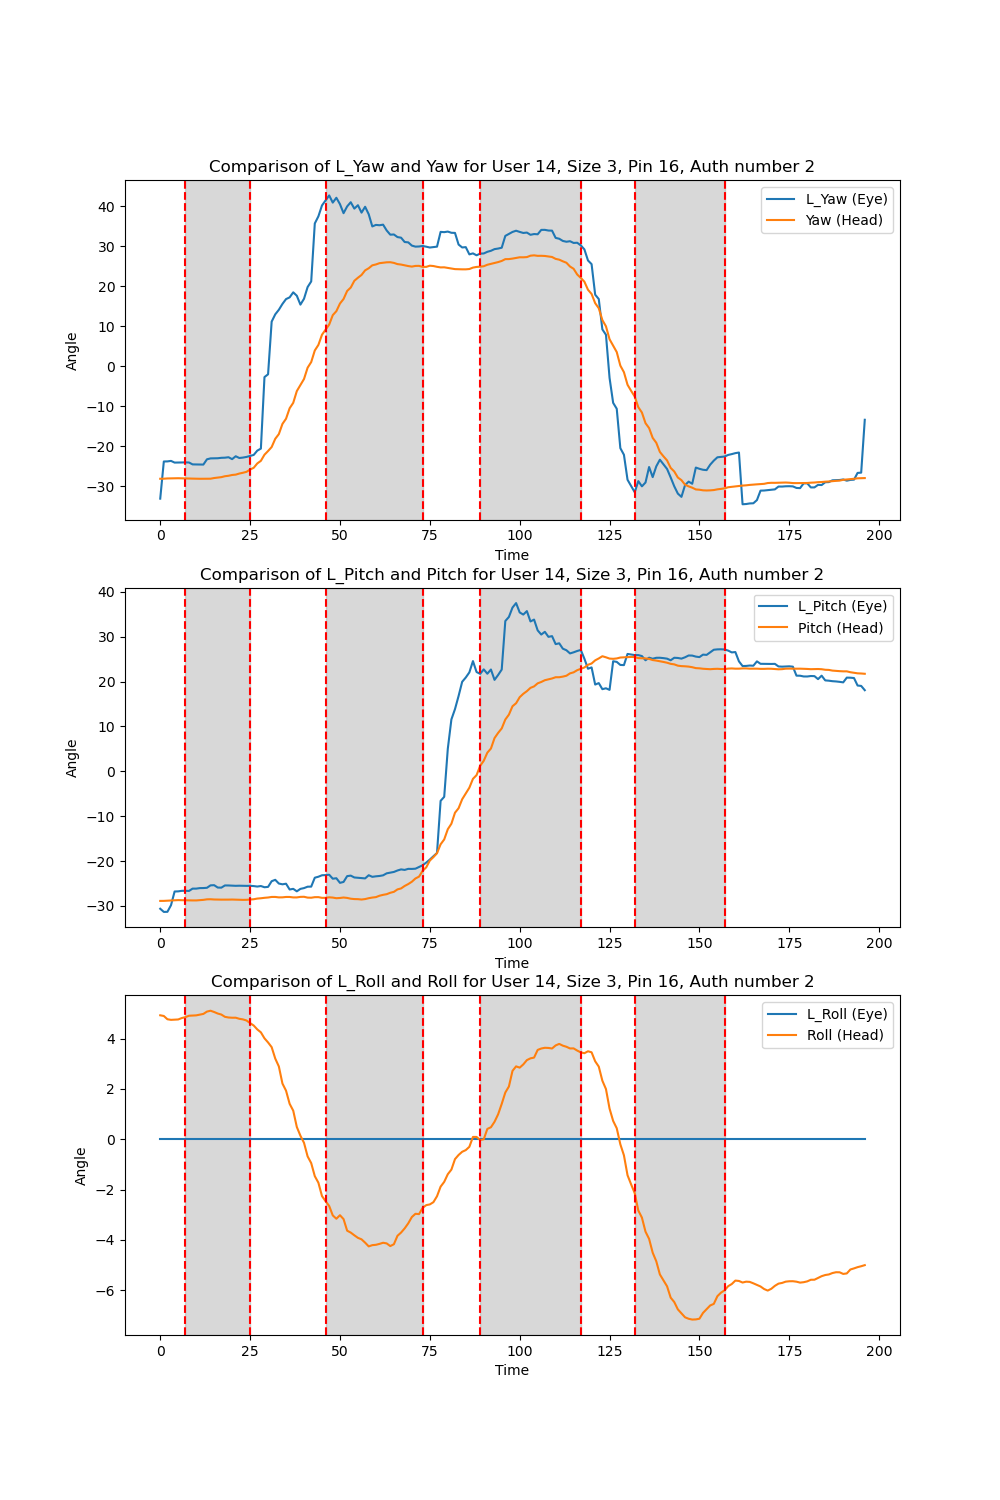 Comparison of L_Yaw and Yaw for User 14, Size 3, Pin 16, Auth number 2
L_Yaw (Eye)
Yaw (Head)
40
30
20
10
0
−10
−20
−30
Angle
0 25 50 75 100 125 150 175 200
Time
Comparison of L_Pitch and Pitch for User 14, Size 3, Pin 16, Auth number 2
L_Pitch (Eye)
Pitch (Head)
40
30
20
10
0
−10
−20
−30
Angle
0 25 50 75 100 125 150 175 200
Time
Comparison of L_Roll and Roll for User 14, Size 3, Pin 16, Auth number 2
L_Roll (Eye)
Roll (Head)
4
2
0
−2
−4
−6
Angle
0 25 50 75 100 125 150 175 200
Time